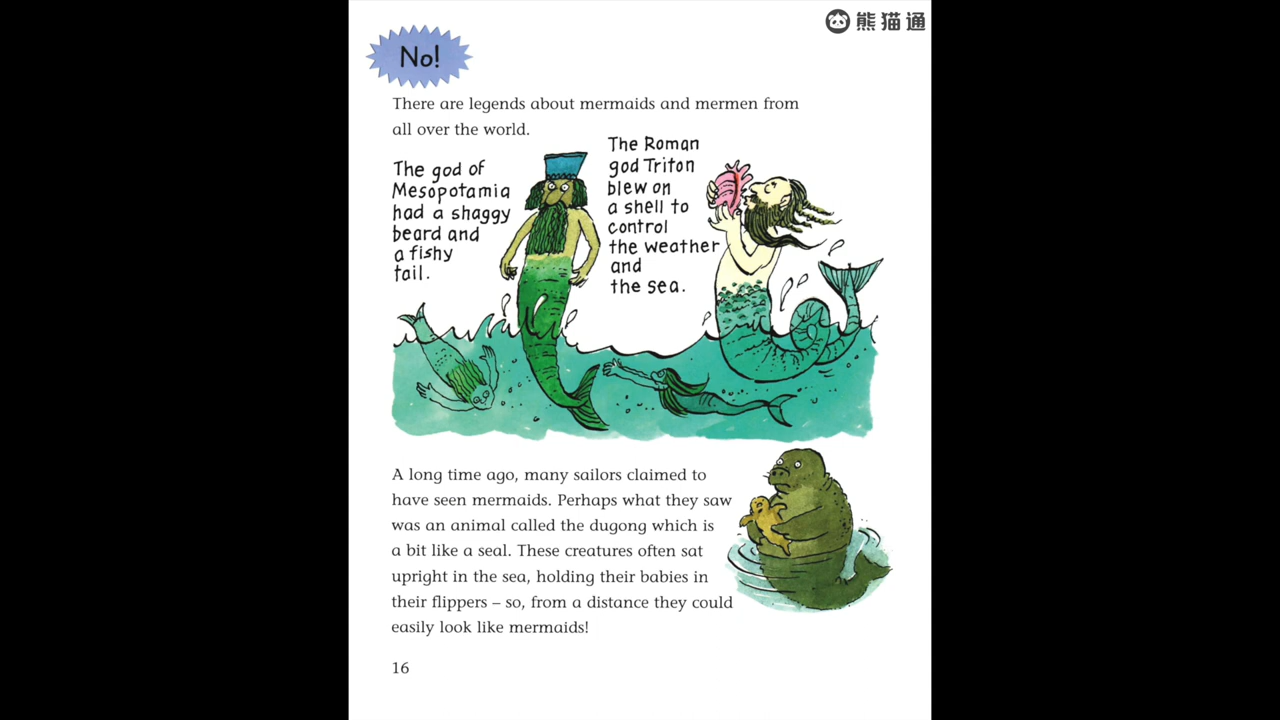 熊猫通
No!
There are legends about mermaids and mermen from
all over the world.
The god of
Mesopotamia
had a shaggy
beard and
a fishy
tail.
The Roman
god Triton
blew on
a shell to
control
the weather
and
the sea.
A long time ago, many sailors claimed to
have seen mermaids. Perhaps what they saw
was an animal called the dugong which is
a bit like a seal. These creatures often sat
upright in the sea, holding their babies in
their flippers – so, from a distance they could
easily look like mermaids!
16